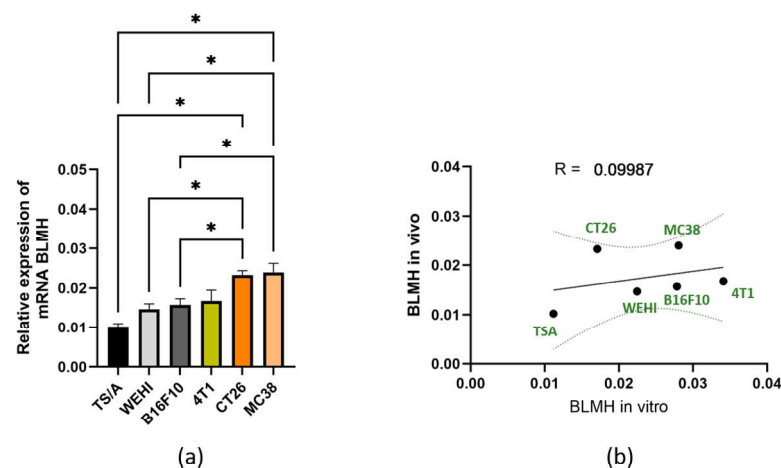 *
*
*
*
*
*
Relative expression of
mRNA BLMH
0.05
0.04
0.03
0.02
0.01
0.00
TS/A
WEHI
B16F10
4T1
CT26
MC38
(a)
R = 0.09987
BLMH in vivo
0.04
0.03
0.02
0.01
0.00
CT26
MC38
WEHI
B16F10
4T1
TSA
0.00
0.01
0.02
0.03
0.04
BLMH in vitro
(b)